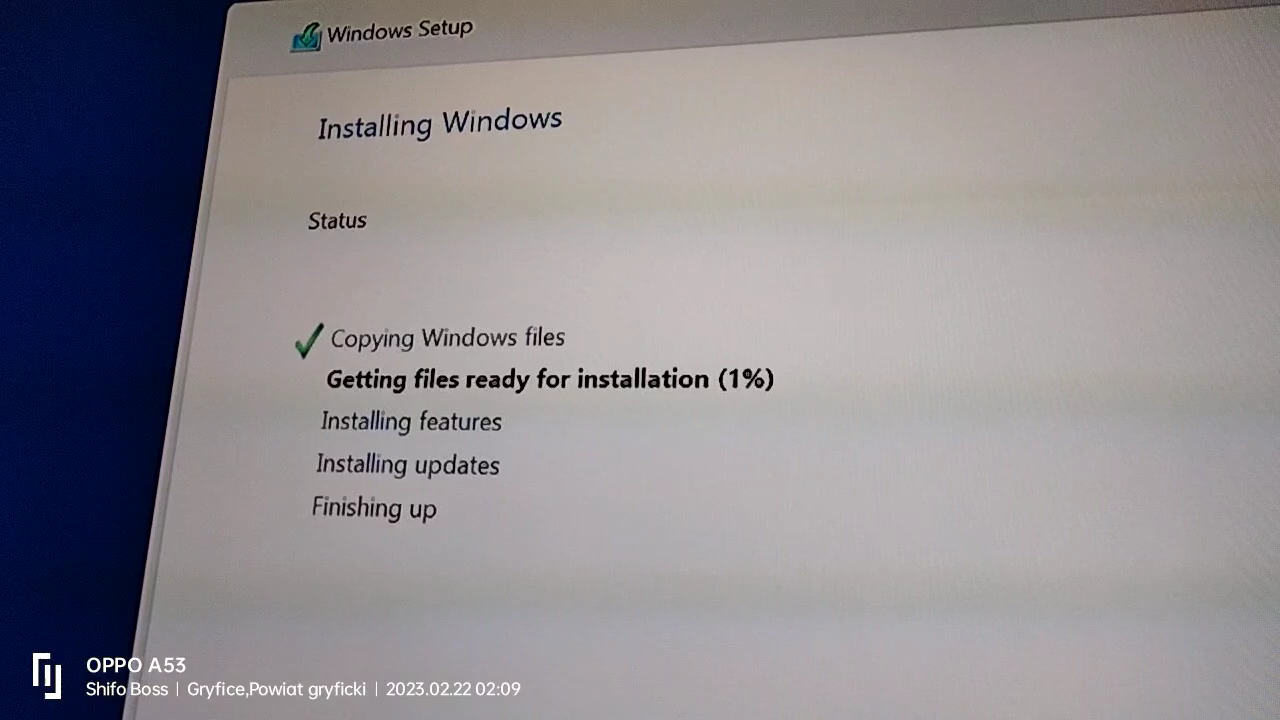 Windows Setup
Installing Windows
Status
Copying Windows files
Getting files ready for installation (1%)
Installing features
Installing updates
Finishing up
OPPO A53
Shifo Boss | Gryfice,Powiat gryficki | 2023.02.22 02:09